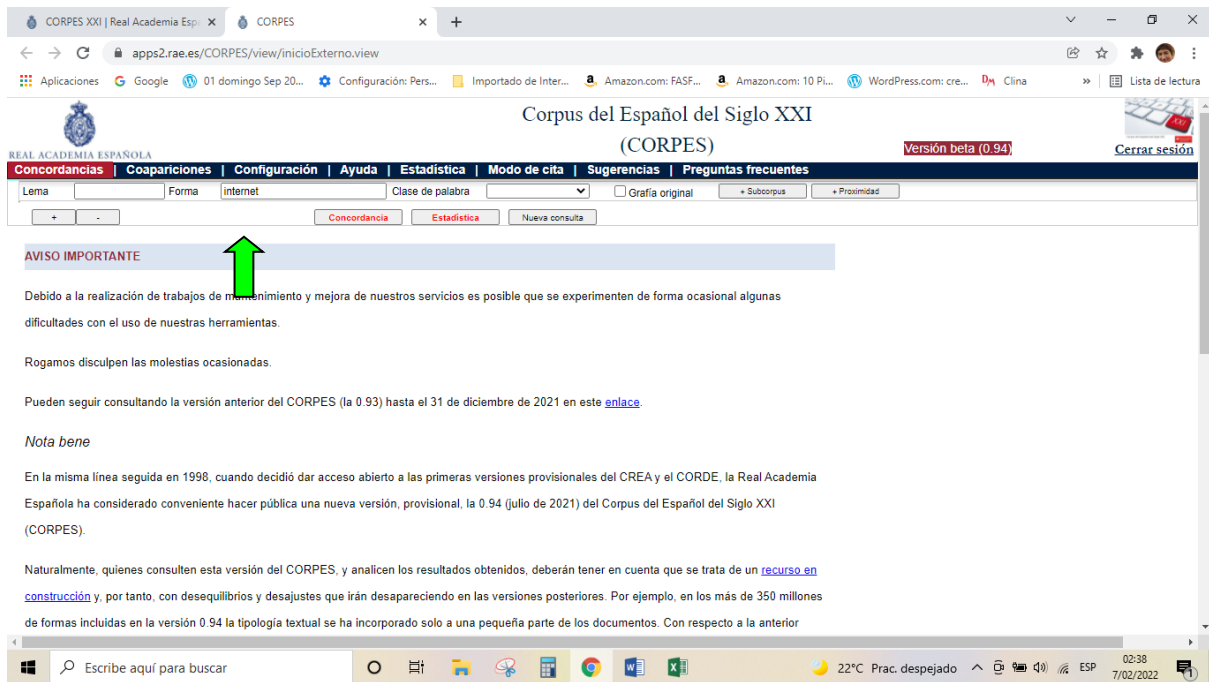 CORPES XXI | Real Academia Esp
CORPES
apps2.rae.es/CORPES/view/inicioExterno.view
Aplicaciones Google 01 domingo Sep 20... Configuración: Pers... Importado de Inter... Amazon.com: FASF... Amazon.com: 10 Pi... WordPress.com: cre... DM Clina » Lista de lectura
REAL ACADEMIA ESPAÑOLA
Corpus del Español del Siglo XXI
(CORPES)
Versión beta (0.94)
XXI
Cerrar sesión
Concordancias | Coapariciones | Configuración | Ayuda | Estadística | Modo de cita | Sugerencias | Preguntas frecuentes
Lema Forma internet Clase de palabra Grafía original + Subcorpus + Proximidad
+ - Concordancia Estadística Nueva consulta
AVISO IMPORTANTE
Debido a la realización de trabajos de mantenimiento y mejora de nuestros servicios es posible que se experimenten de forma ocasional algunas
dificultades con el uso de nuestras herramientas.
Rogamos disculpen las molestias ocasionadas.
Pueden seguir consultando la versión anterior del CORPES (la 0.93) hasta el 31 de diciembre de 2021 en este enlace.
Nota bene
En la misma línea seguida en 1998, cuando decidió dar acceso abierto a las primeras versiones provisionales del CREA y el CORDE, la Real Academia
Española ha considerado conveniente hacer pública una nueva versión, provisional, la 0.94 (julio de 2021) del Corpus del Español del Siglo XXI
(CORPES).
Naturalmente, quienes consulten esta versión del CORPES, y analicen los resultados obtenidos, deberán tener en cuenta que se trata de un recurso en
construcción y, por tanto, con desequilibrios y desajustes que irán desapareciendo en las versiones posteriores. Por ejemplo, en los más de 350 millones
de formas incluidas en la versión 0.94 la tipología textual se ha incorporado solo a una pequeña parte de los documentos. Con respecto a la anterior
Escribe aquí para buscar
22°C Prac. despejado ESP 02:38
7/02/2022